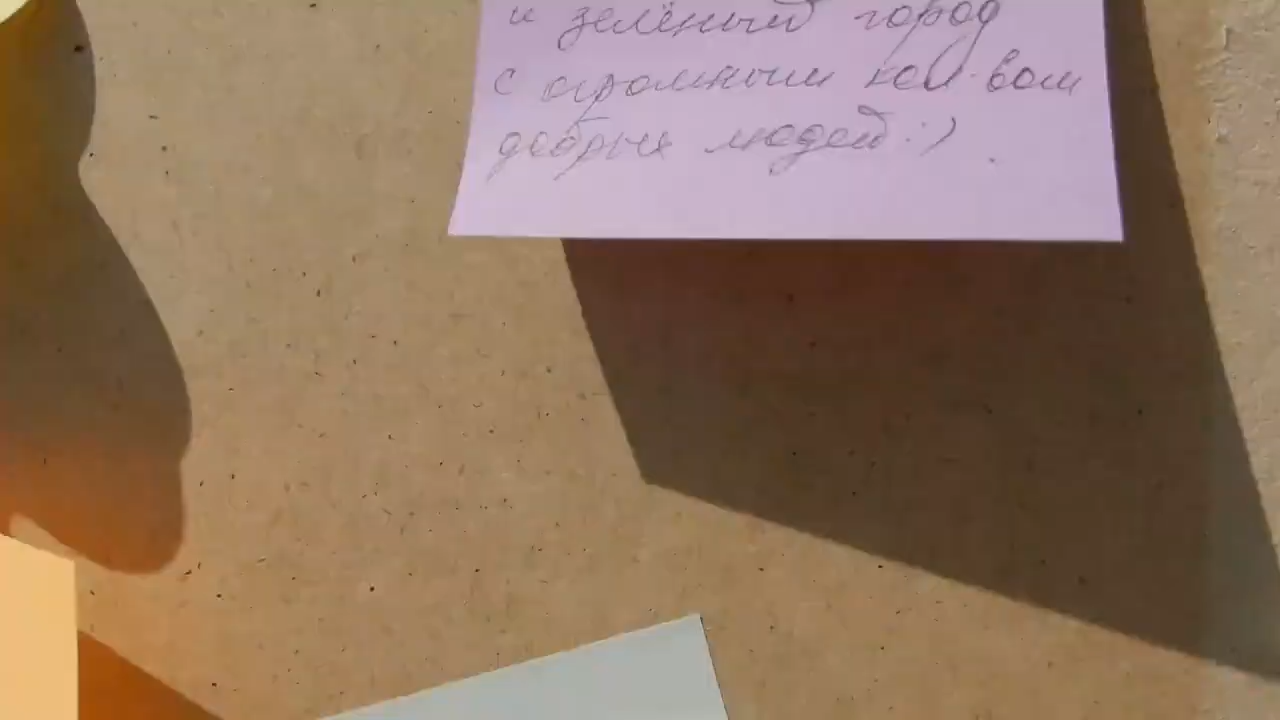 и зелёный город
с огромным кол-вом
добрых людей :)